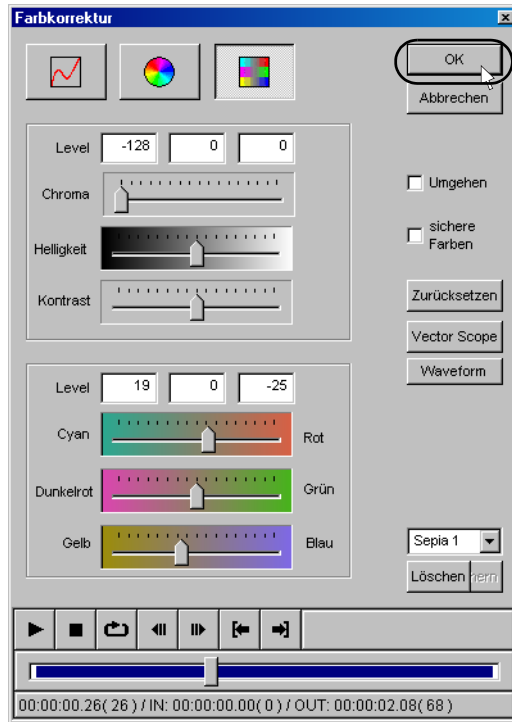 Farbkorrektur
OK
Abbrechen
Level -128 0 0
Chroma
Helligkeit
Kontrast
Umgehen
sichere
Farben
Zurücksetzen
Vector Scope
Waveform
Level 19 0 -25
Cyan Rot
Dunkelrot Grün
Gelb Blau
Sepia 1
Löschen
00:00:00.26( 26 ) / IN: 00:00:00.00( 0 ) / OUT: 00:00:02.08( 68 )